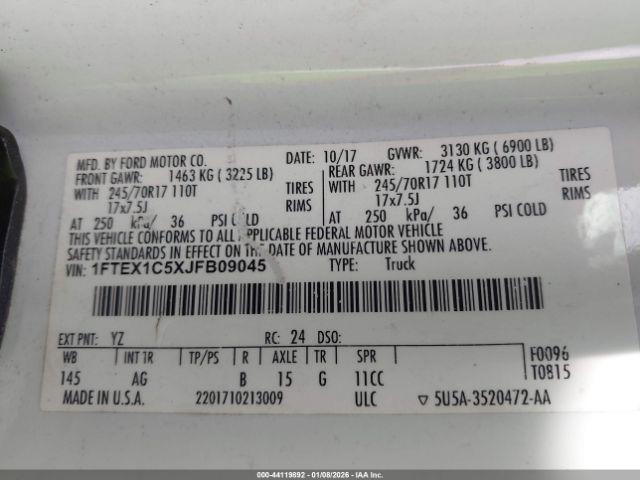 MFD. BY FORD MOTOR CO. DATE: 10/17 GVWR: 3130 KG ( 6900 LB)
FRONT GAWR: 1463 KG ( 3225 LB) REAR GAWR: 1724 KG ( 3800 LB)
WITH 245/70R17 110T TIRES WITH 245/70R17 110T TIRES
17x7.5J RIMS 17x7.5J RIMS
AT 250 kPa/ 36 PSI COLD AT 250 kPa/ 36 PSI COLD
THIS VEHICLE CONFORMS TO ALL APPLICABLE FEDERAL MOTOR VEHICLE
SAFETY STANDARDS IN EFFECT ON THE DATE OF MANUFACTURE SHOWN ABOVE.
VIN: 1FTEX1C5XJFB09045 TYPE: Truck
EXT PNT: YZ RC: 24 DSO:
WB INT TR TP/PS R AXLE TR SPR F0096
145 AG B 15 G 11CC T0815
MADE IN U.S.A. 2201710213009 ULC ▽ 5U5A-3520472-AA
000-44119892 - 01/08/2026 - IAAI.COM